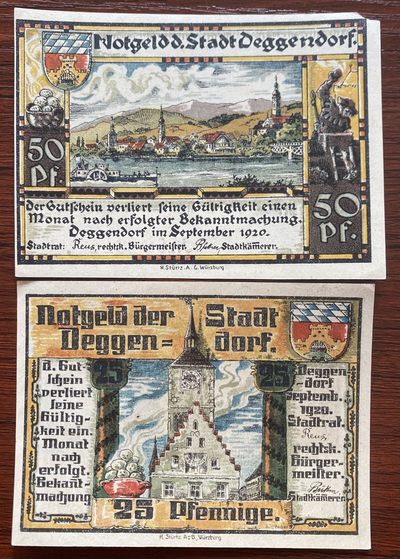 Notgeld d. Stadt Deggendorf.
50
Pf.
50
Pf.
Der Gutschein verliert seine Gültigkeit einen
Monat nach erfolgter Bekanntmachung.
Deggendorf im September 1920.
Stadtrat: Reus, rechtsk. Bürgermeister. Stadtkämerer.
H. Stürtz A. G. Würzburg
Notgeld der Stadt
Deggen= dorf.
25
25
d. Gut-
schein
verliert
seine
Gültig-
keit ein
Monat
nach
erfolgt.
Bekañt-
machung
Deggen-
dorf
Septemb.
1920.
Stadtrat.
Reus,
rechtsk.
Bürger-
meister.
Stadtkämerer
25 Pfennige.
H. Stürtz A. G. Würzburg